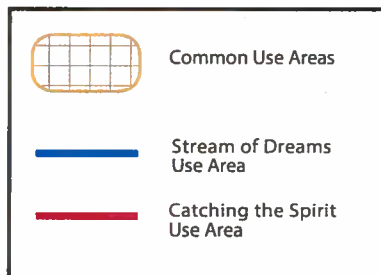 Common Use Areas
Stream of Dreams
Use Area
Catching the Spirit
Use Area